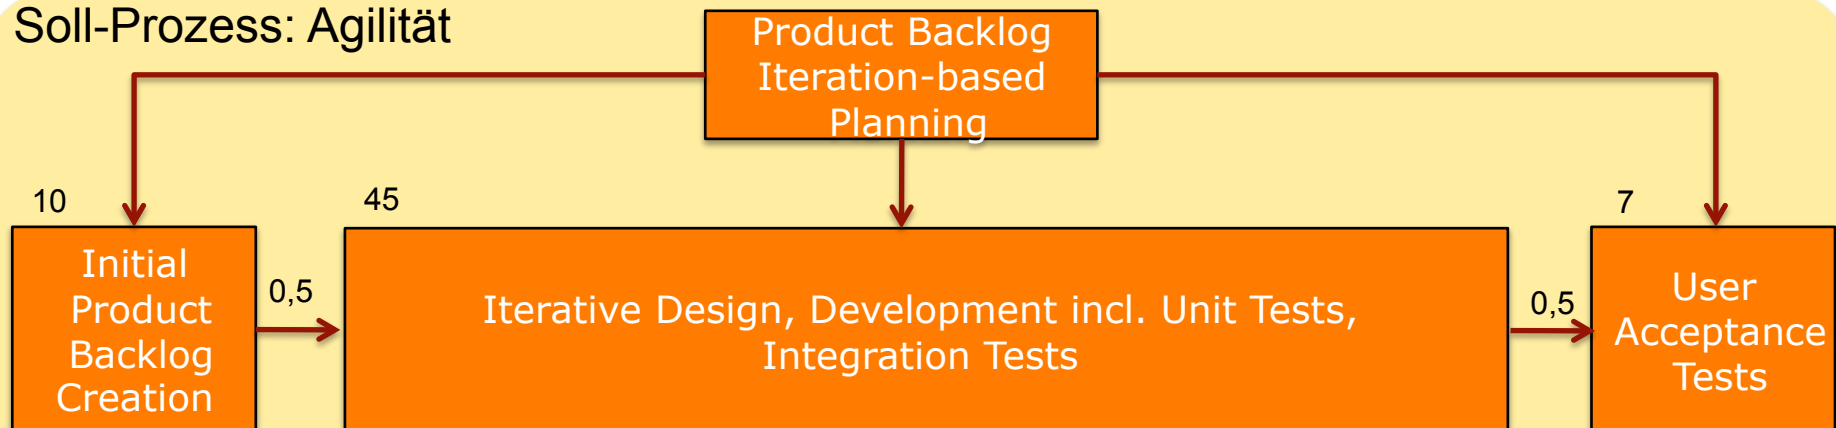 Soll-Prozess: Agilität
Product Backlog
Iteration-based
Planning
10
45
7
Initial
Product
Backlog
Creation
0,5
Iterative Design, Development incl. Unit Tests,
Integration Tests
0,5
User
Acceptance
Tests